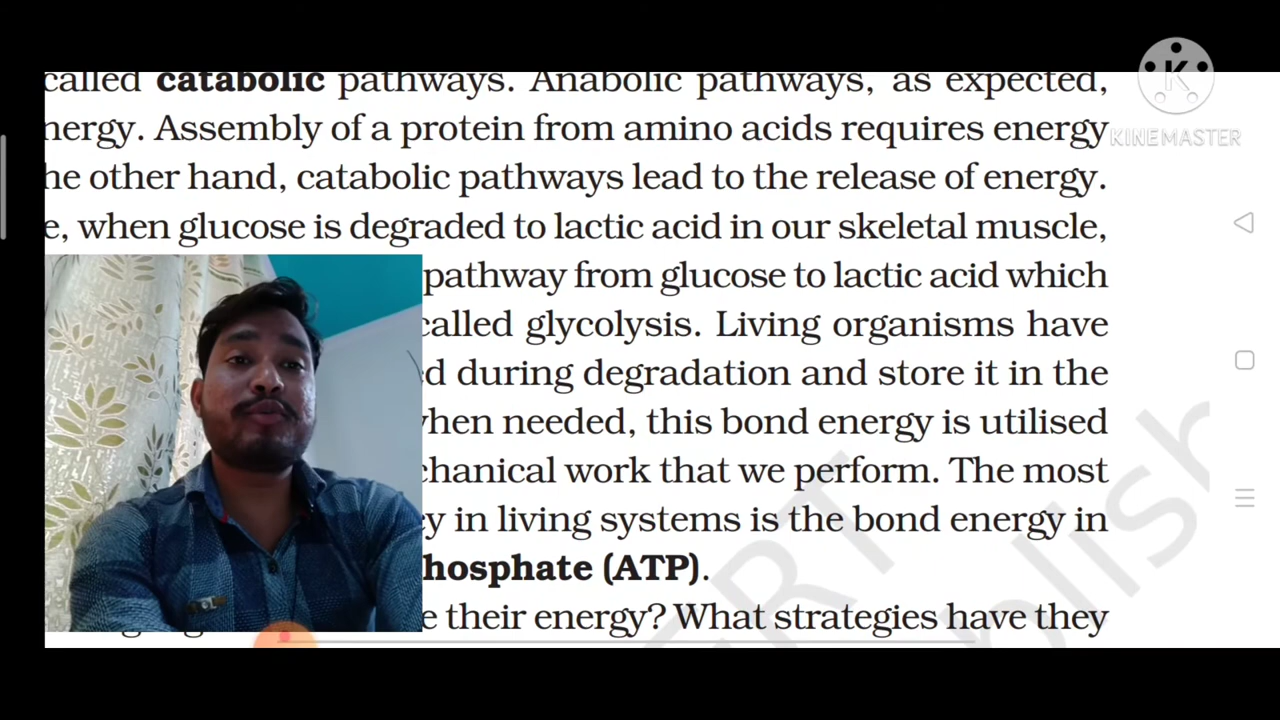 called catabolic pathways. Anabolic pathways, as expected,
nergy. Assembly of a protein from amino acids requires energy
he other hand, catabolic pathways lead to the release of energy.
e, when glucose is degraded to lactic acid in our skeletal muscle,
pathway from glucose to lactic acid which
called glycolysis. Living organisms have
d during degradation and store it in the
when needed, this bond energy is utilised
chanical work that we perform. The most
y in living systems is the bond energy in
hosphate (ATP).
e their energy? What strategies have they
K
KINEMASTER